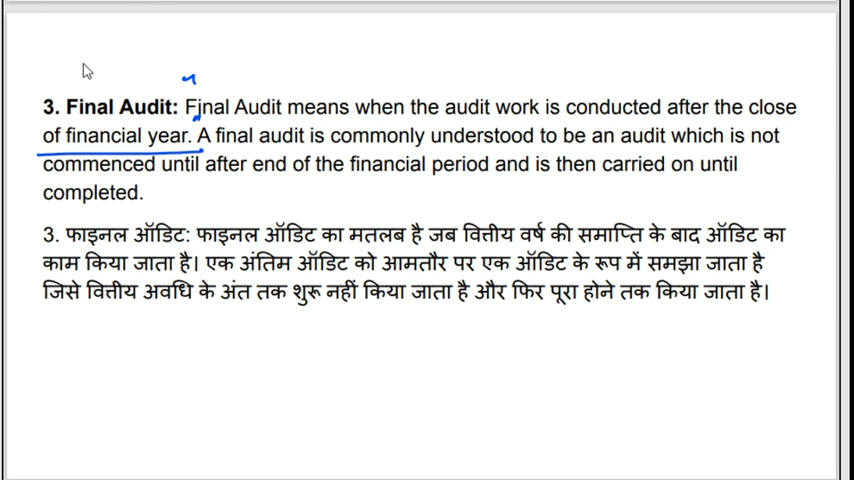 3. Final Audit: Final Audit means when the audit work is conducted after the close
of financial year. A final audit is commonly understood to be an audit which is not
commenced until after end of the financial period and is then carried on until
completed.
3. फाइनल ऑडिट: फाइनल ऑडिट का मतलब है जब वित्तीय वर्ष की समाप्ति के बाद ऑडिट का
काम किया जाता है। एक अंतिम ऑडिट को आमतौर पर एक ऑडिट के रूप में समझा जाता है
जिसे वित्तीय अवधि के अंत तक शुरू नहीं किया जाता है और फिर पूरा होने तक किया जाता है।